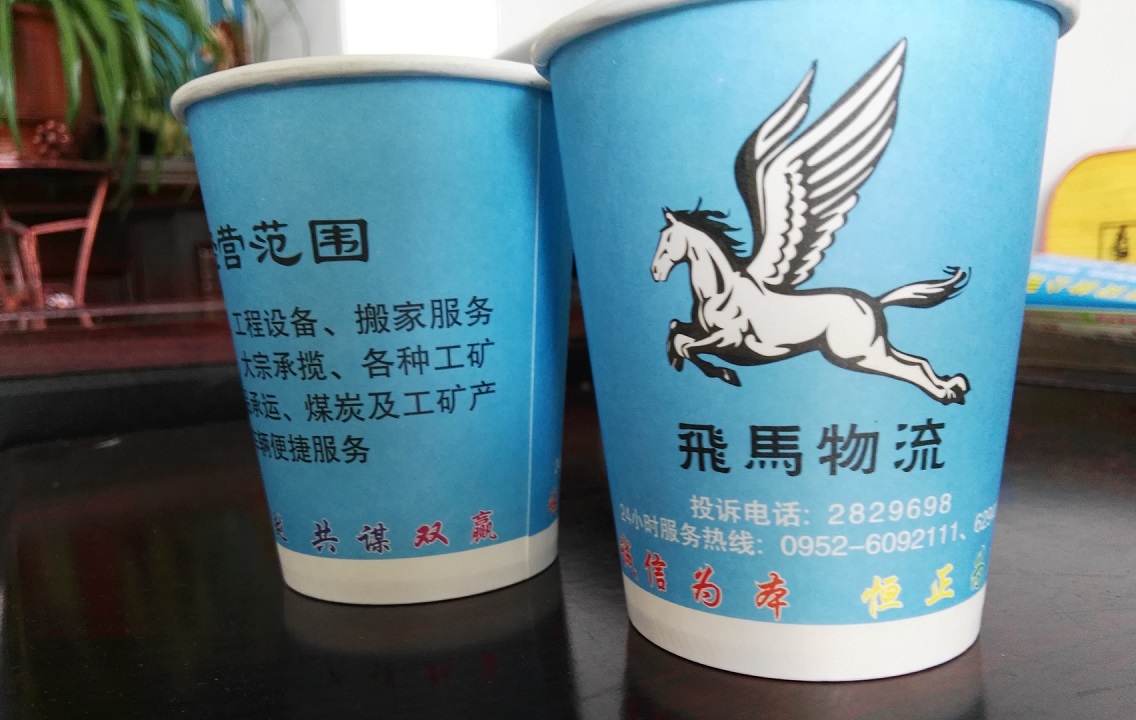 营范围
工程设备、搬家服务
大宗承揽、各种工矿
承运、煤炭及工矿产
辆便捷服务
共谋双赢
飛馬物流
投诉电话: 2829698
24小时服务热线: 0952-6092111、629
诚信为本 恒正